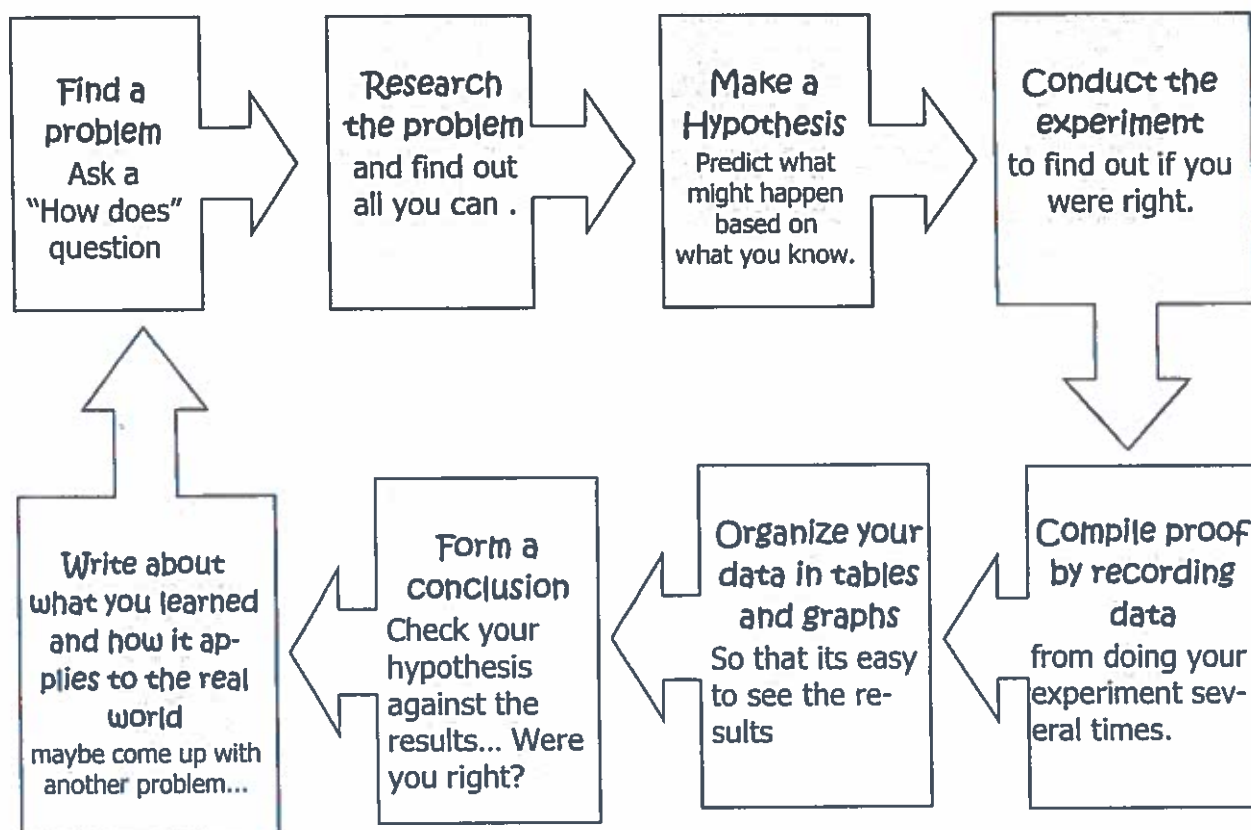 Find a
problem
Ask a
"How does"
question
Research
the problem
and find out
all you can .
Make a
Hypothesis
Predict what
might happen
based on
what you know.
Conduct the
experiment
to find out if you
were right.
Compile proof
by recording
data
from doing your
experiment sev-
eral times.
Organize your
data in tables
and graphs
So that its easy
to see the re-
sults
Form a
conclusion
Check your
hypothesis
against the
results... Were
you right?
Write about
what you learned
and how it ap-
plies to the real
world
maybe come up with
another problem...